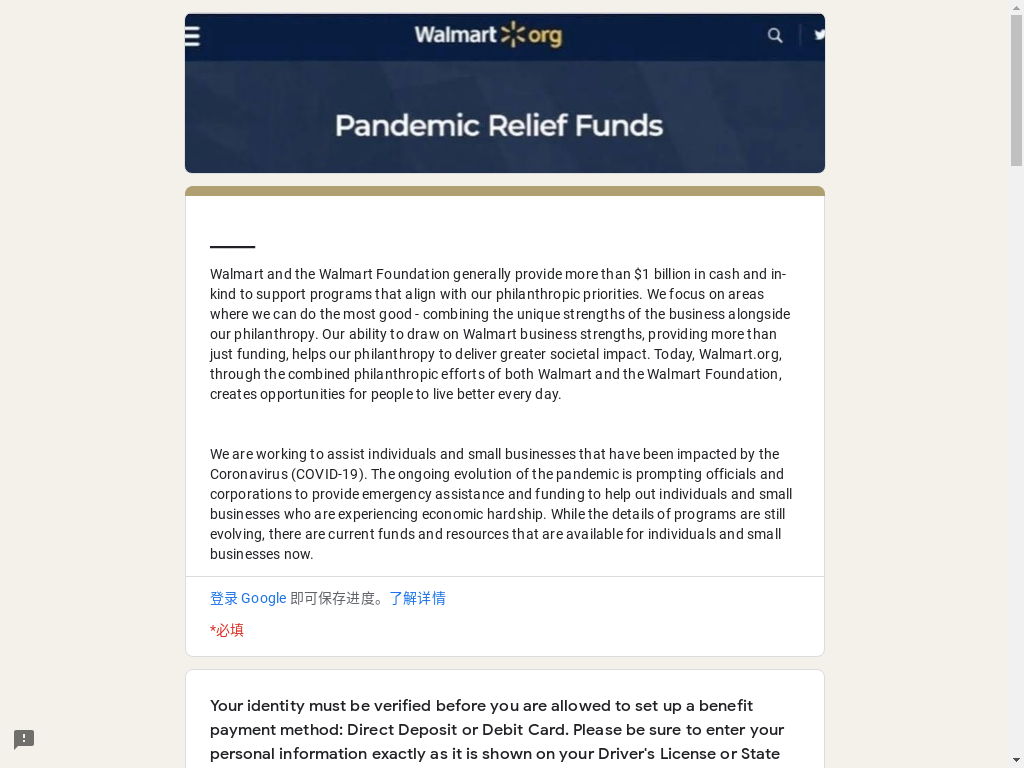 Walmart org
Pandemic Relief Funds
Walmart and the Walmart Foundation generally provide more than $1 billion in cash and in-
kind to support programs that align with our philanthropic priorities. We focus on areas
where we can do the most good - combining the unique strengths of the business alongside
our philanthropy. Our ability to draw on Walmart business strengths, providing more than
just funding, helps our philanthropy to deliver greater societal impact. Today, Walmart.org,
through the combined philanthropic efforts of both Walmart and the Walmart Foundation,
creates opportunities for people to live better every day.
We are working to assist individuals and small businesses that have been impacted by the
Coronavirus (COVID-19). The ongoing evolution of the pandemic is prompting officials and
corporations to provide emergency assistance and funding to help out individuals and small
businesses who are experiencing economic hardship. While the details of programs are still
evolving, there are current funds and resources that are available for individuals and small
businesses now.
登录 Google 即可保存进度。了解详情
*必填
Your identity must be verified before you are allowed to set up a benefit
payment method: Direct Deposit or Debit Card. Please be sure to enter your
personal information exactly as it is shown on your Driver's License or State